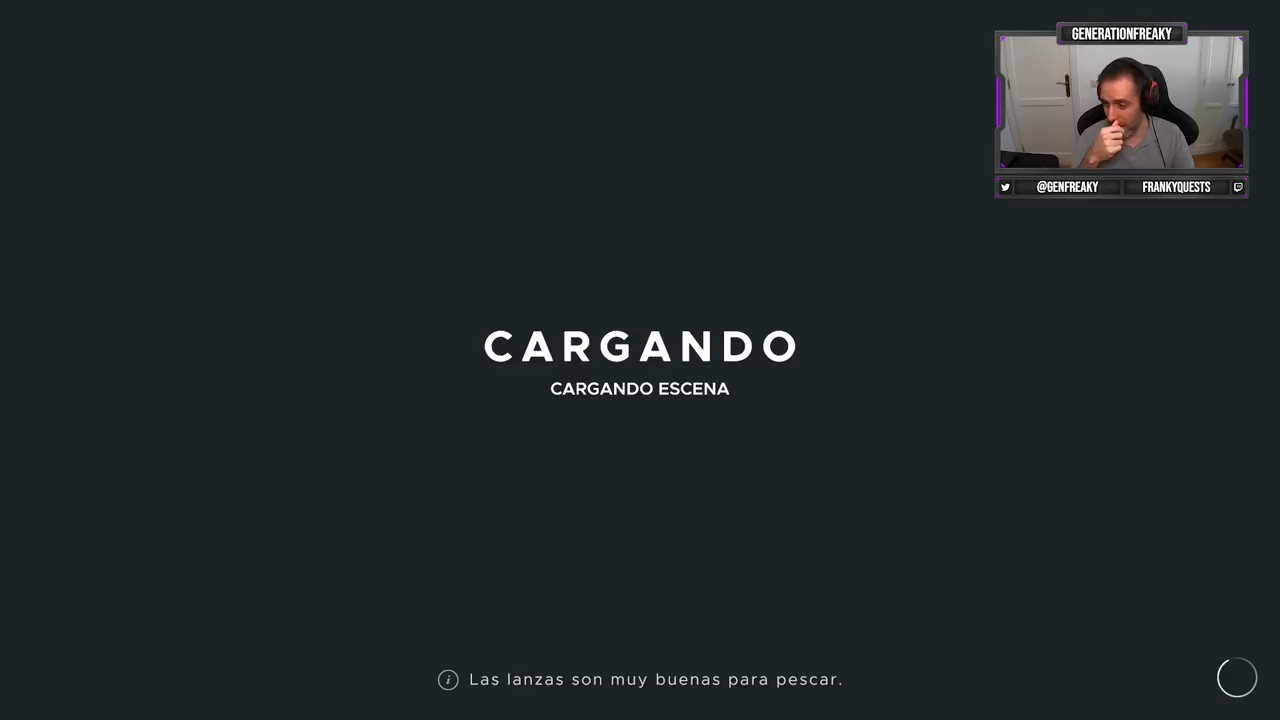 GENERATIONFREAKY
@GENFREAKY
FRANKYQUESTS
CARGANDO
CARGANDO ESCENA
Las lanzas son muy buenas para pescar.